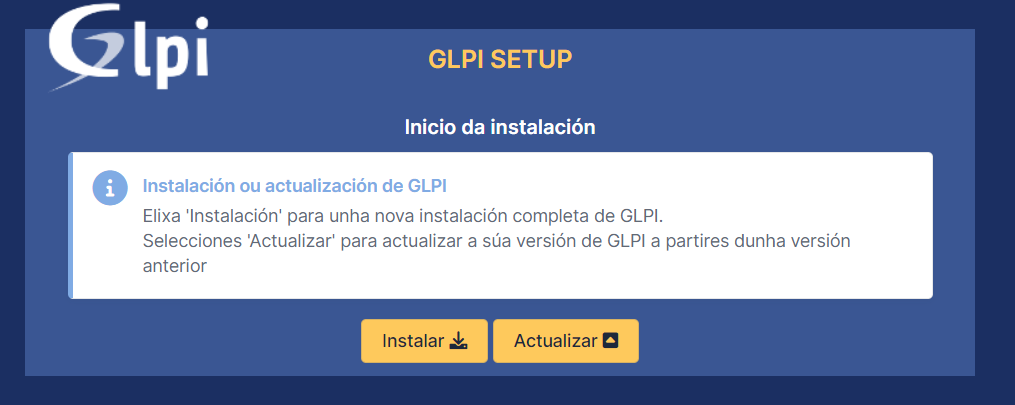 Glpi
GLPI SETUP
Inicio da instalación
Instalación ou actualización de GLPI
Elixa 'Instalación' para unha nova instalación completa de GLPI.
Selecciones 'Actualizar' para actualizar a súa versión de GLPI a partires dunha versión
anterior
Instalar
Actualizar